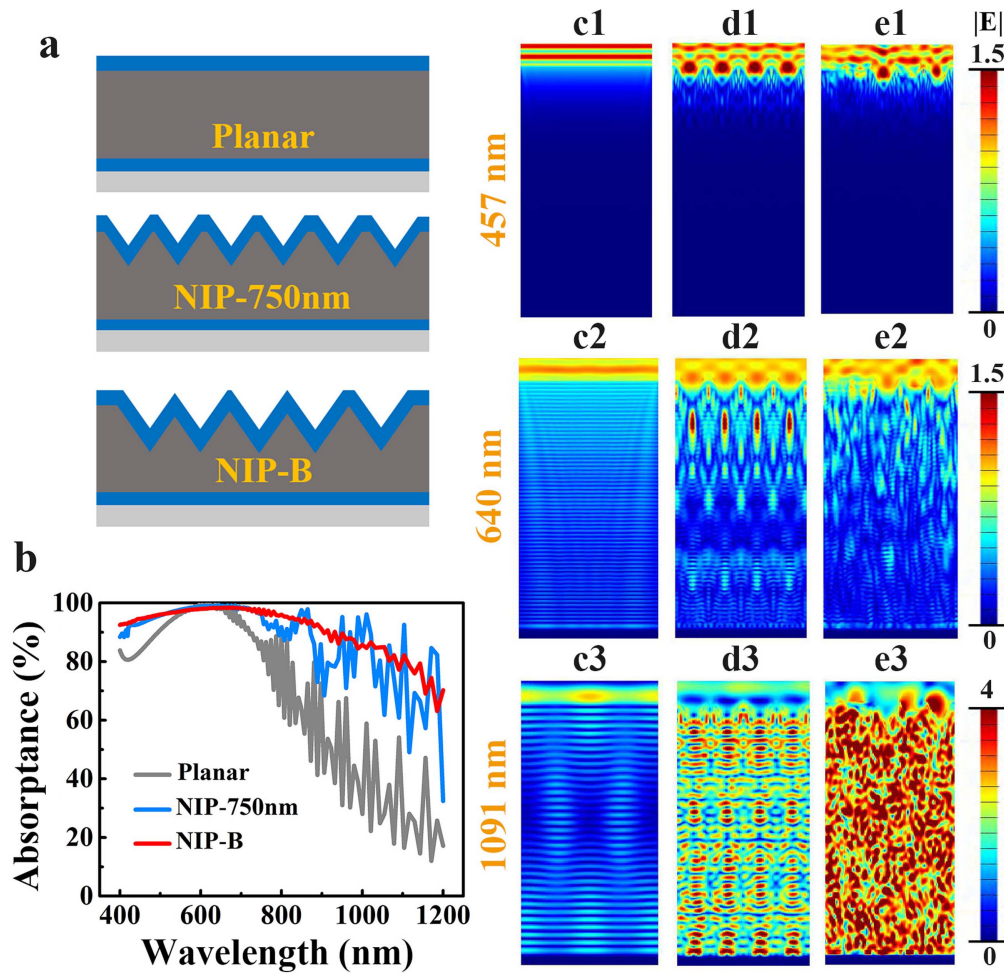 a
Planar
NIP-750nm
NIP-B
b
100
80
60
40
20
0
Absorptance (%)
Planar
NIP-750nm
NIP-B
400 600 800 1000 1200
Wavelength (nm)
c1 d1 e1 |E|
1.5
457 nm
0
c2 d2 e2
1.5
640 nm
0
c3 d3 e3
4
1091 nm
0